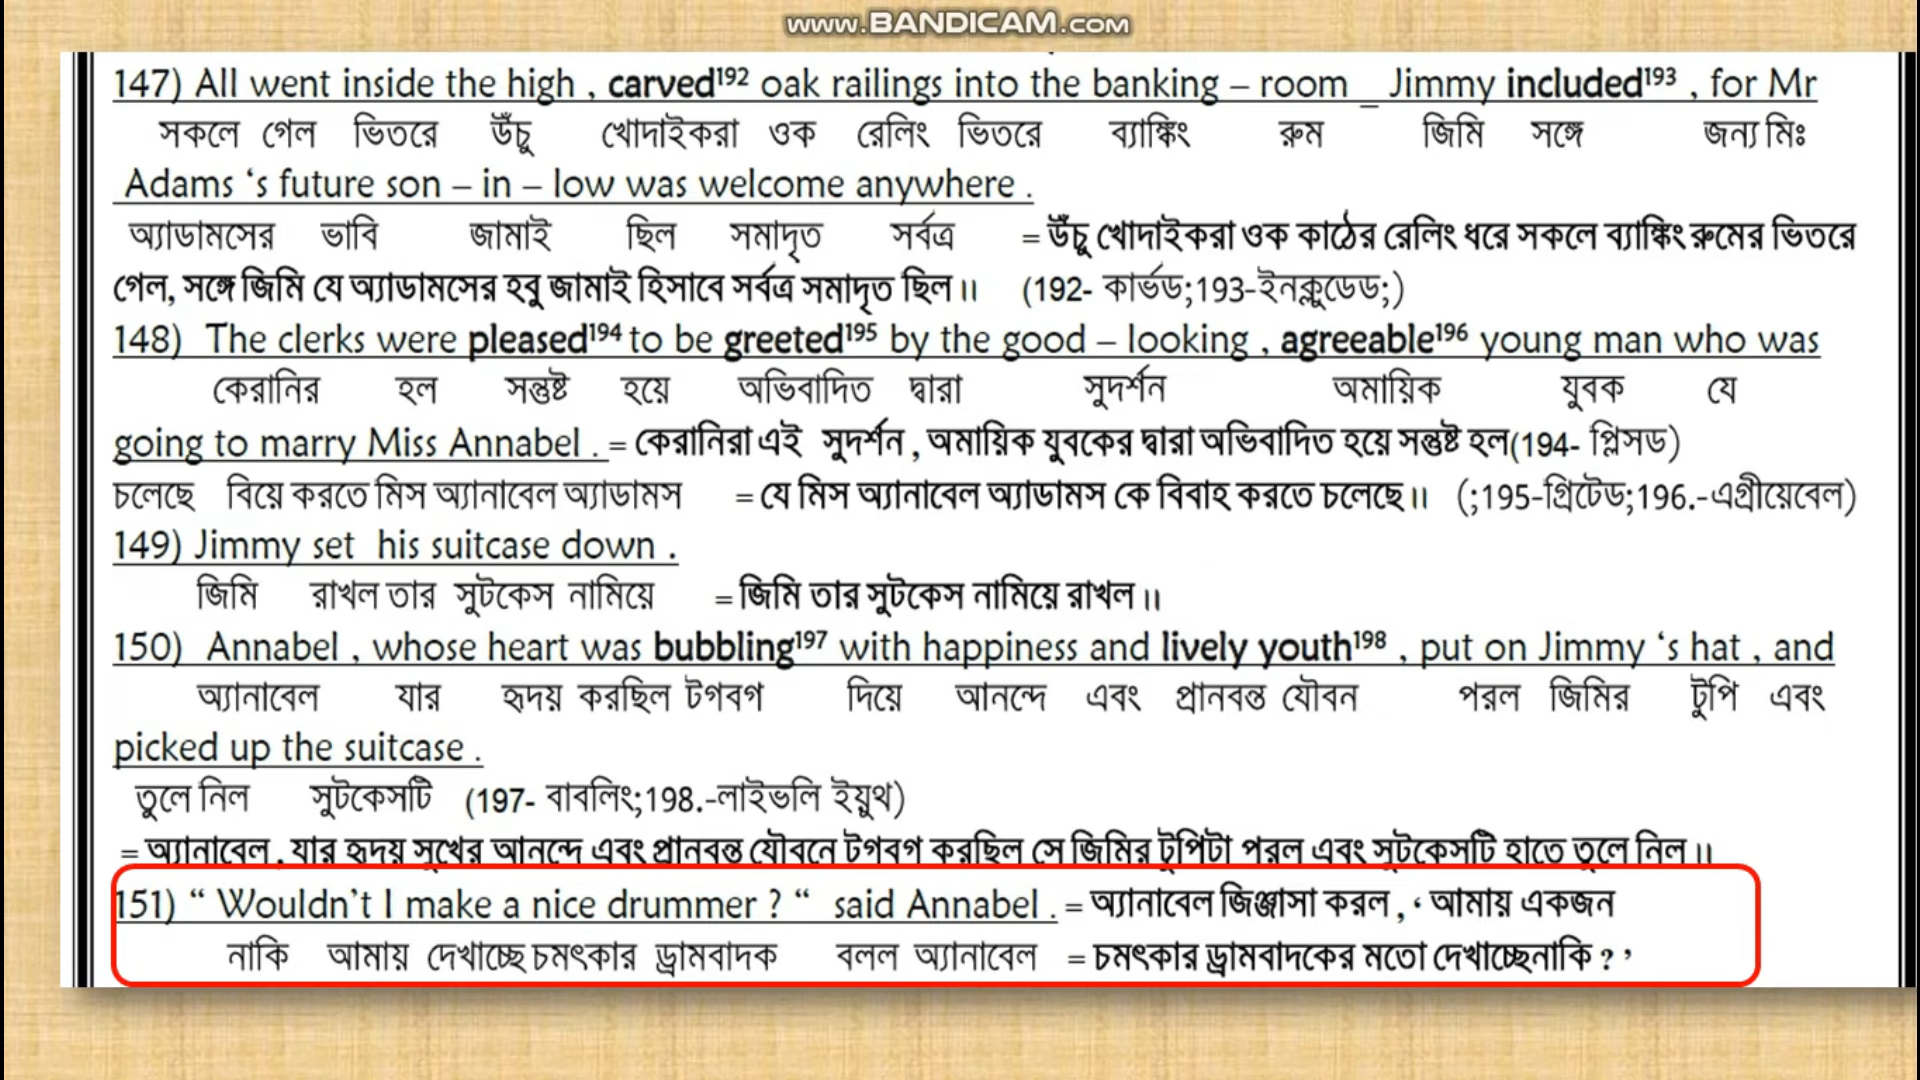 www.BANDICAM.com
147) All went inside the high , carved¹⁹² oak railings into the banking – room _ Jimmy included¹⁹³ , for Mr
সকলে গেল ভিতরে উঁচু খোদাইকরা ওক রেলিং ভিতরে ব্যাঙ্কিং রুম জিমি সঙ্গে জন্য মিঃ
Adams ‘s future son – in – low was welcome anywhere .
অ্যাডামসের ভাবি জামাই ছিল সমাদৃত সর্বত্র = উঁচু খোদাইকরা ওক কাঠের রেলিং ধরে সকলে ব্যাঙ্কিং রুমের ভিতরে
গেল, সঙ্গে জিমি যে অ্যাডামসের হবু জামাই হিসাবে সর্বত্র সমাদৃত ছিল।। (192- কার্ভড;193-ইনক্লুডেড;)
148) The clerks were pleased¹⁹⁴ to be greeted¹⁹⁵ by the good – looking , agreeable¹⁹⁶ young man who was
কেরানির হল সন্তুষ্ট হয়ে অভিবাদিত দ্বারা সুদর্শন অমায়িক যুবক যে
going to marry Miss Annabel . = কেরানিরা এই সুদর্শন , অমায়িক যুবকের দ্বারা অভিবাদিত হয়ে সন্তুষ্ট হল(194- প্লিসড)
চলেছে বিয়ে করতে মিস অ্যানাবেল অ্যাডামস = যে মিস অ্যানাবেল অ্যাডামস কে বিবাহ করতে চলেছে।। (;195-গ্রিটেড;196.-এগ্রীয়েবেল)
149) Jimmy set his suitcase down .
জিমি রাখল তার সুটকেস নামিয়ে = জিমি তার সুটকেস নামিয়ে রাখল।।
150) Annabel , whose heart was bubbling¹⁹⁷ with happiness and lively youth¹⁹⁸ , put on Jimmy ‘s hat , and
অ্যানাবেল যার হৃদয় করছিল টগবগ দিয়ে আনন্দে এবং প্রানবন্ত যৌবন পরল জিমির টুপি এবং
picked up the suitcase .
তুলে নিল সুটকেসটি (197- বাবলিং;198.-লাইভলি ইয়ুথ)
= অ্যানাবেল , যার হৃদয় সুখের আনন্দে এবং প্রানবন্ত যৌবনে টগবগ করছিল সে জিমির টুপিটা পরল এবং সুটকেসটি হাতে তুলে নিল।।
151) “ Wouldn’t I make a nice drummer ? “ said Annabel . = অ্যানাবেল জিঞ্জাসা করল , ‘ আমায় একজন
নাকি আমায় দেখাচ্ছে চমৎকার ড্রামবাদক বলল অ্যানাবেল = চমৎকার ড্রামবাদকের মতো দেখাচ্ছেনাকি ? ’